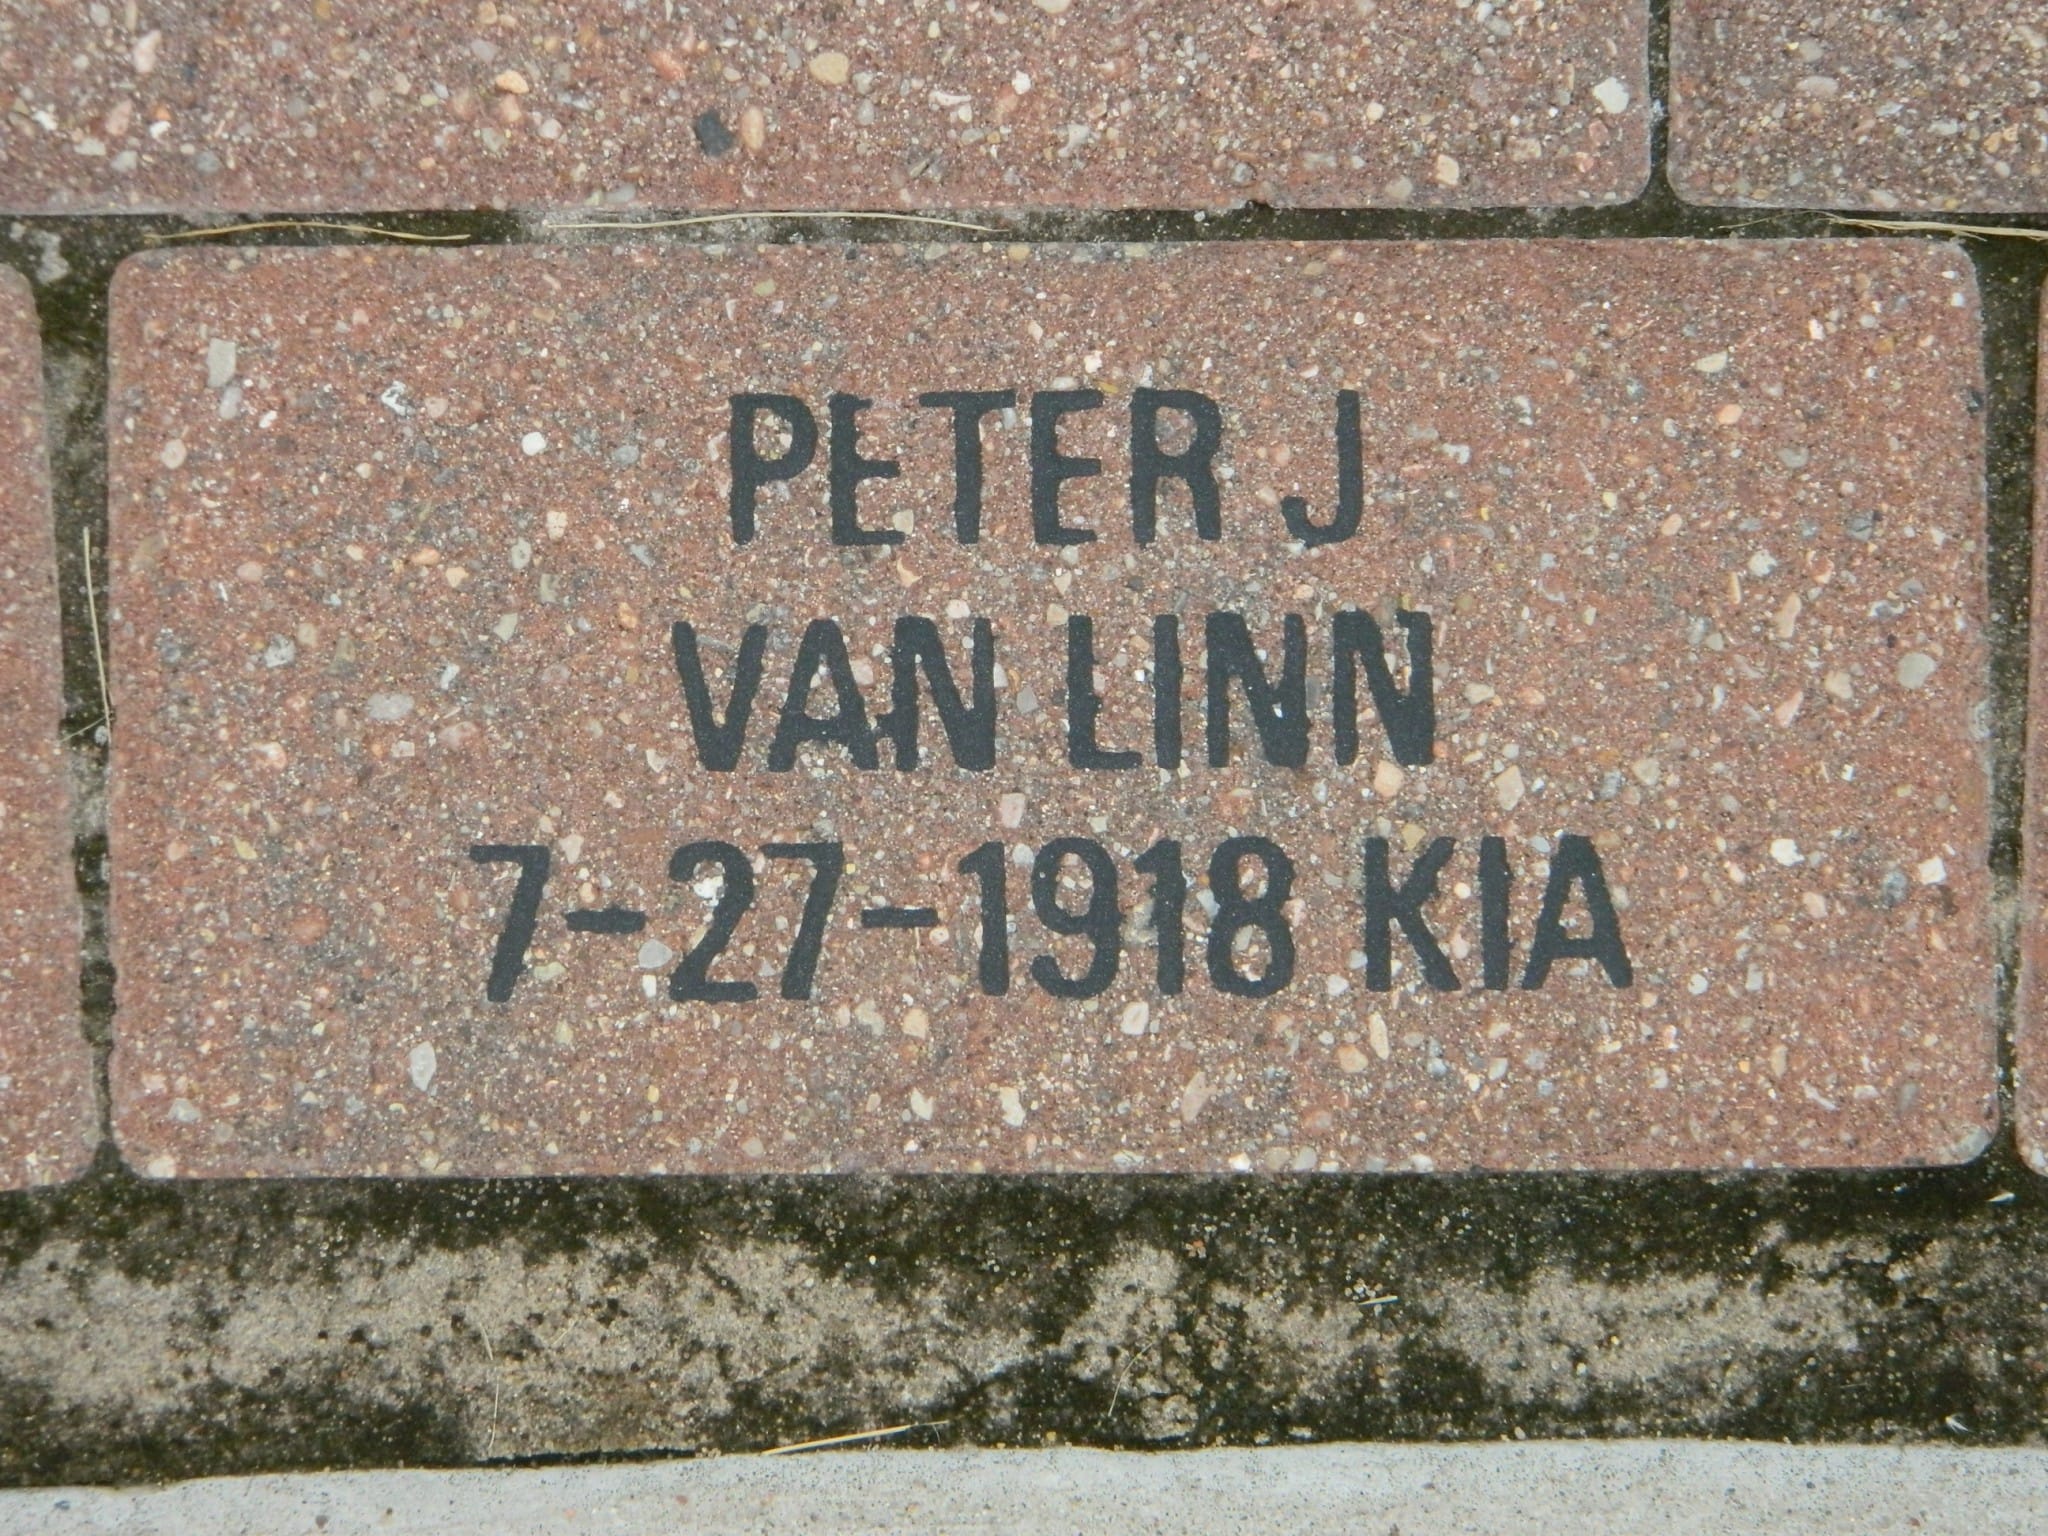 PETER J
VAN LINN
7-27-1918 KIA